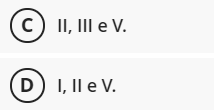 C II, III e V.
D I, II e V.